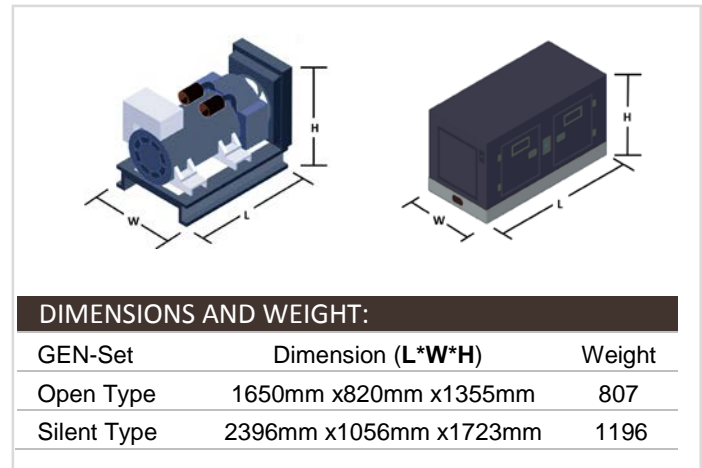 H
W
L
H
W
L
DIMENSIONS AND WEIGHT:
GEN-Set Dimension (L*W*H) Weight
Open Type 1650mm x820mm x1355mm 807
Silent Type 2396mm x1056mm x1723mm 1196